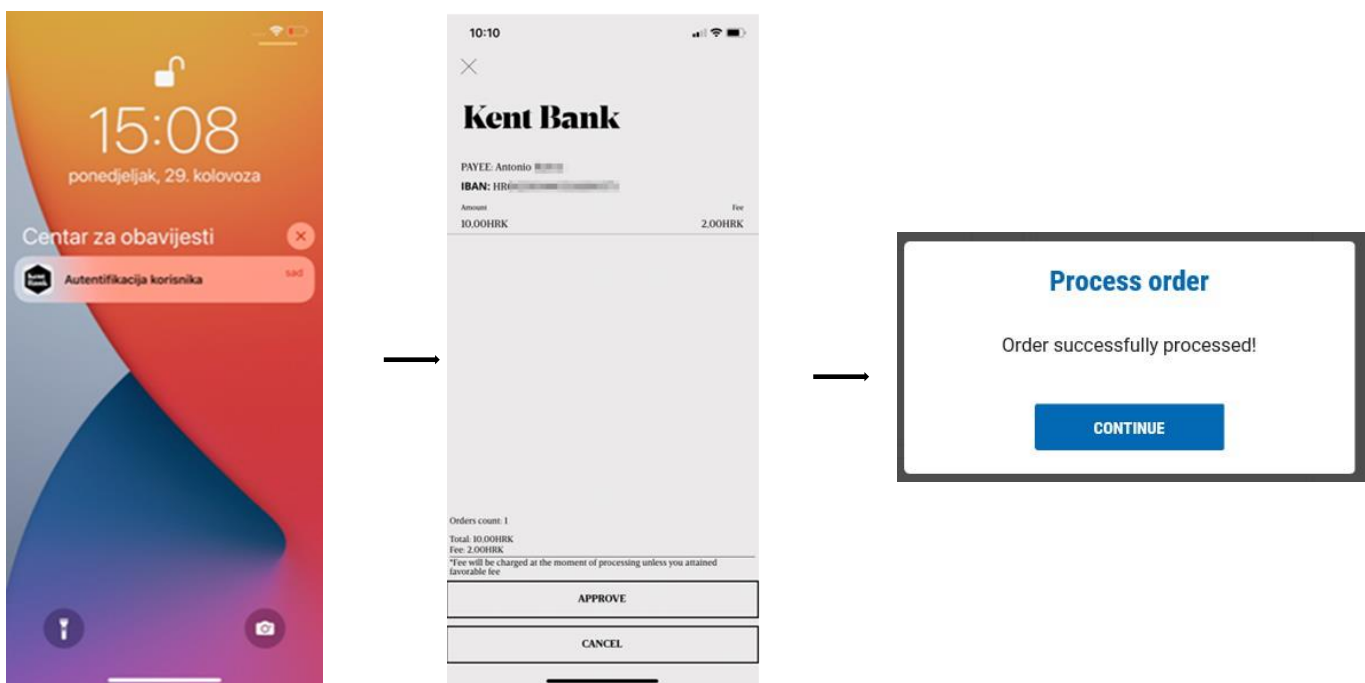 15:08
ponedjeljak, 29. kolovoza
Centar za obavijesti
Autentifikacija korisnika
sad
Kent Bank
10:10
Kent Bank
PAYEE: Antonio
IBAN: HR
Amount Fee
10.00HRK 2.00HRK
Orders count: 1
Total: 10.00HRK
Fee: 2.00HRK
*Fee will be charged at the moment of processing unless you attained
favorable fee
APPROVE
CANCEL
Process order
Order successfully processed!
CONTINUE